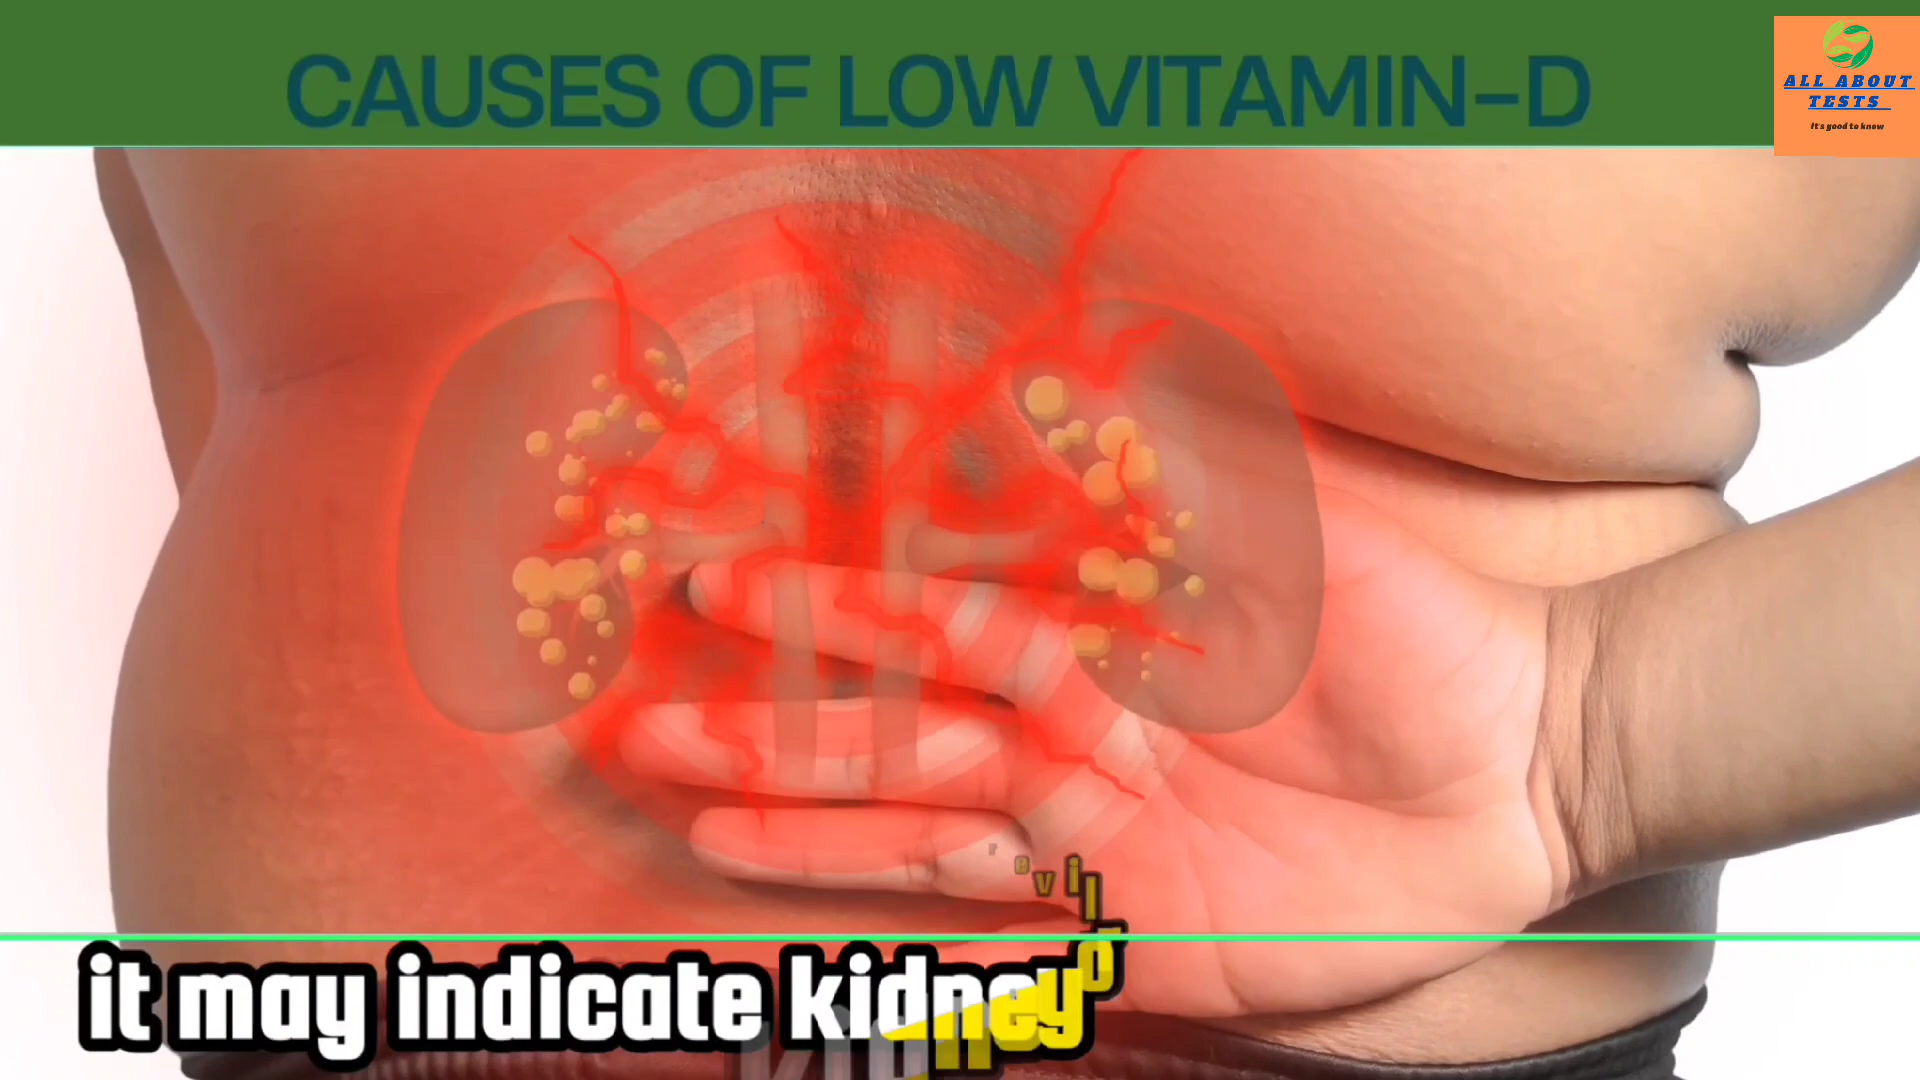 CAUSES OF LOW VITAMIN-D
ALL ABOUT
TESTS
It's good to know
it may indicate kidney